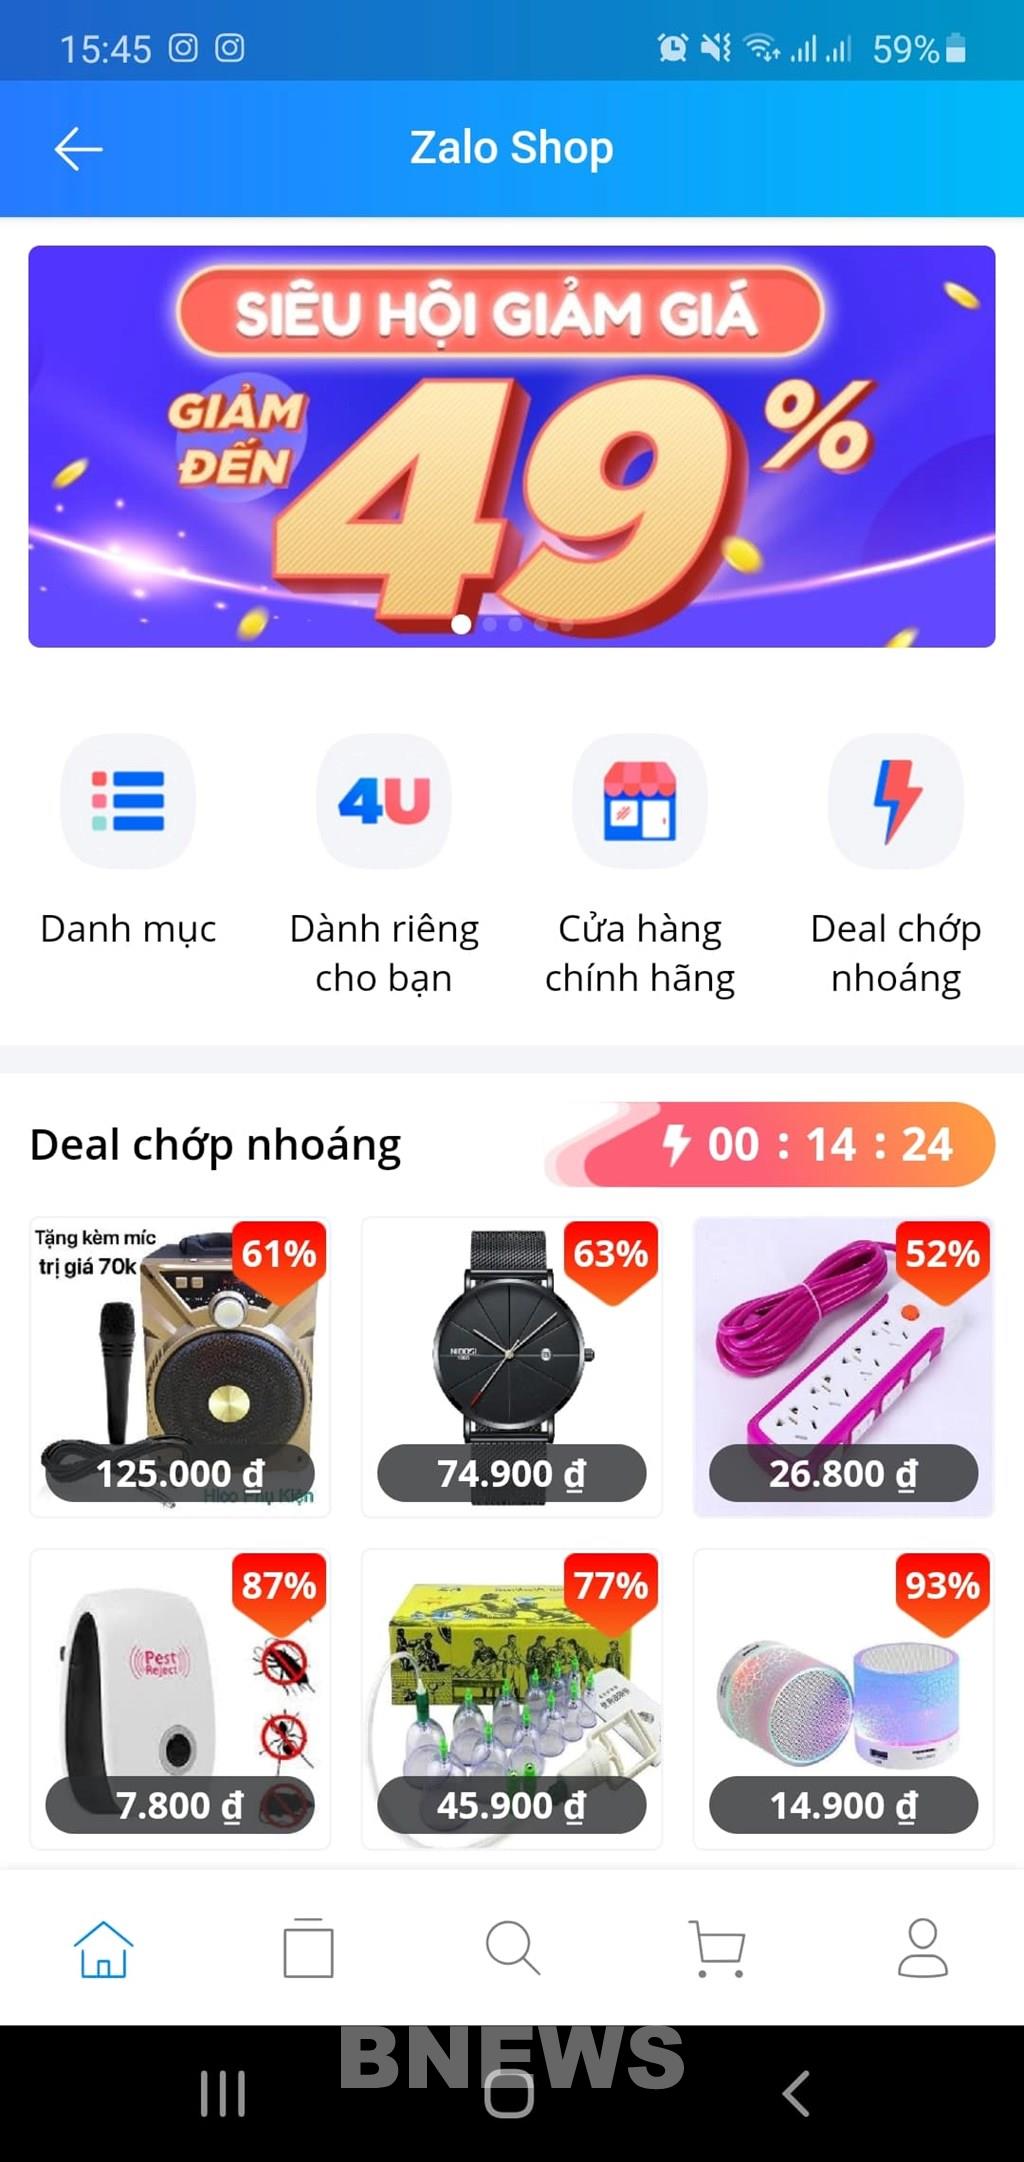 15:45
59%
Zalo Shop
SIÊU HỘI GIẢM GIÁ
GIẢM
ĐẾN
49%
4U
Danh mục
Dành riêng
cho bạn
Cửa hàng
chính hãng
Deal chớp
nhoáng
Deal chớp nhoáng
00 : 14 : 24
Tặng kèm míc
trị giá 70k
61%
63%
52%
NIBOSI
125.000 ₫
74.900 ₫
26.800 ₫
87%
77%
93%
Pest
Reject
7.800 ₫
45.900 ₫
14.900 ₫
BNEWS